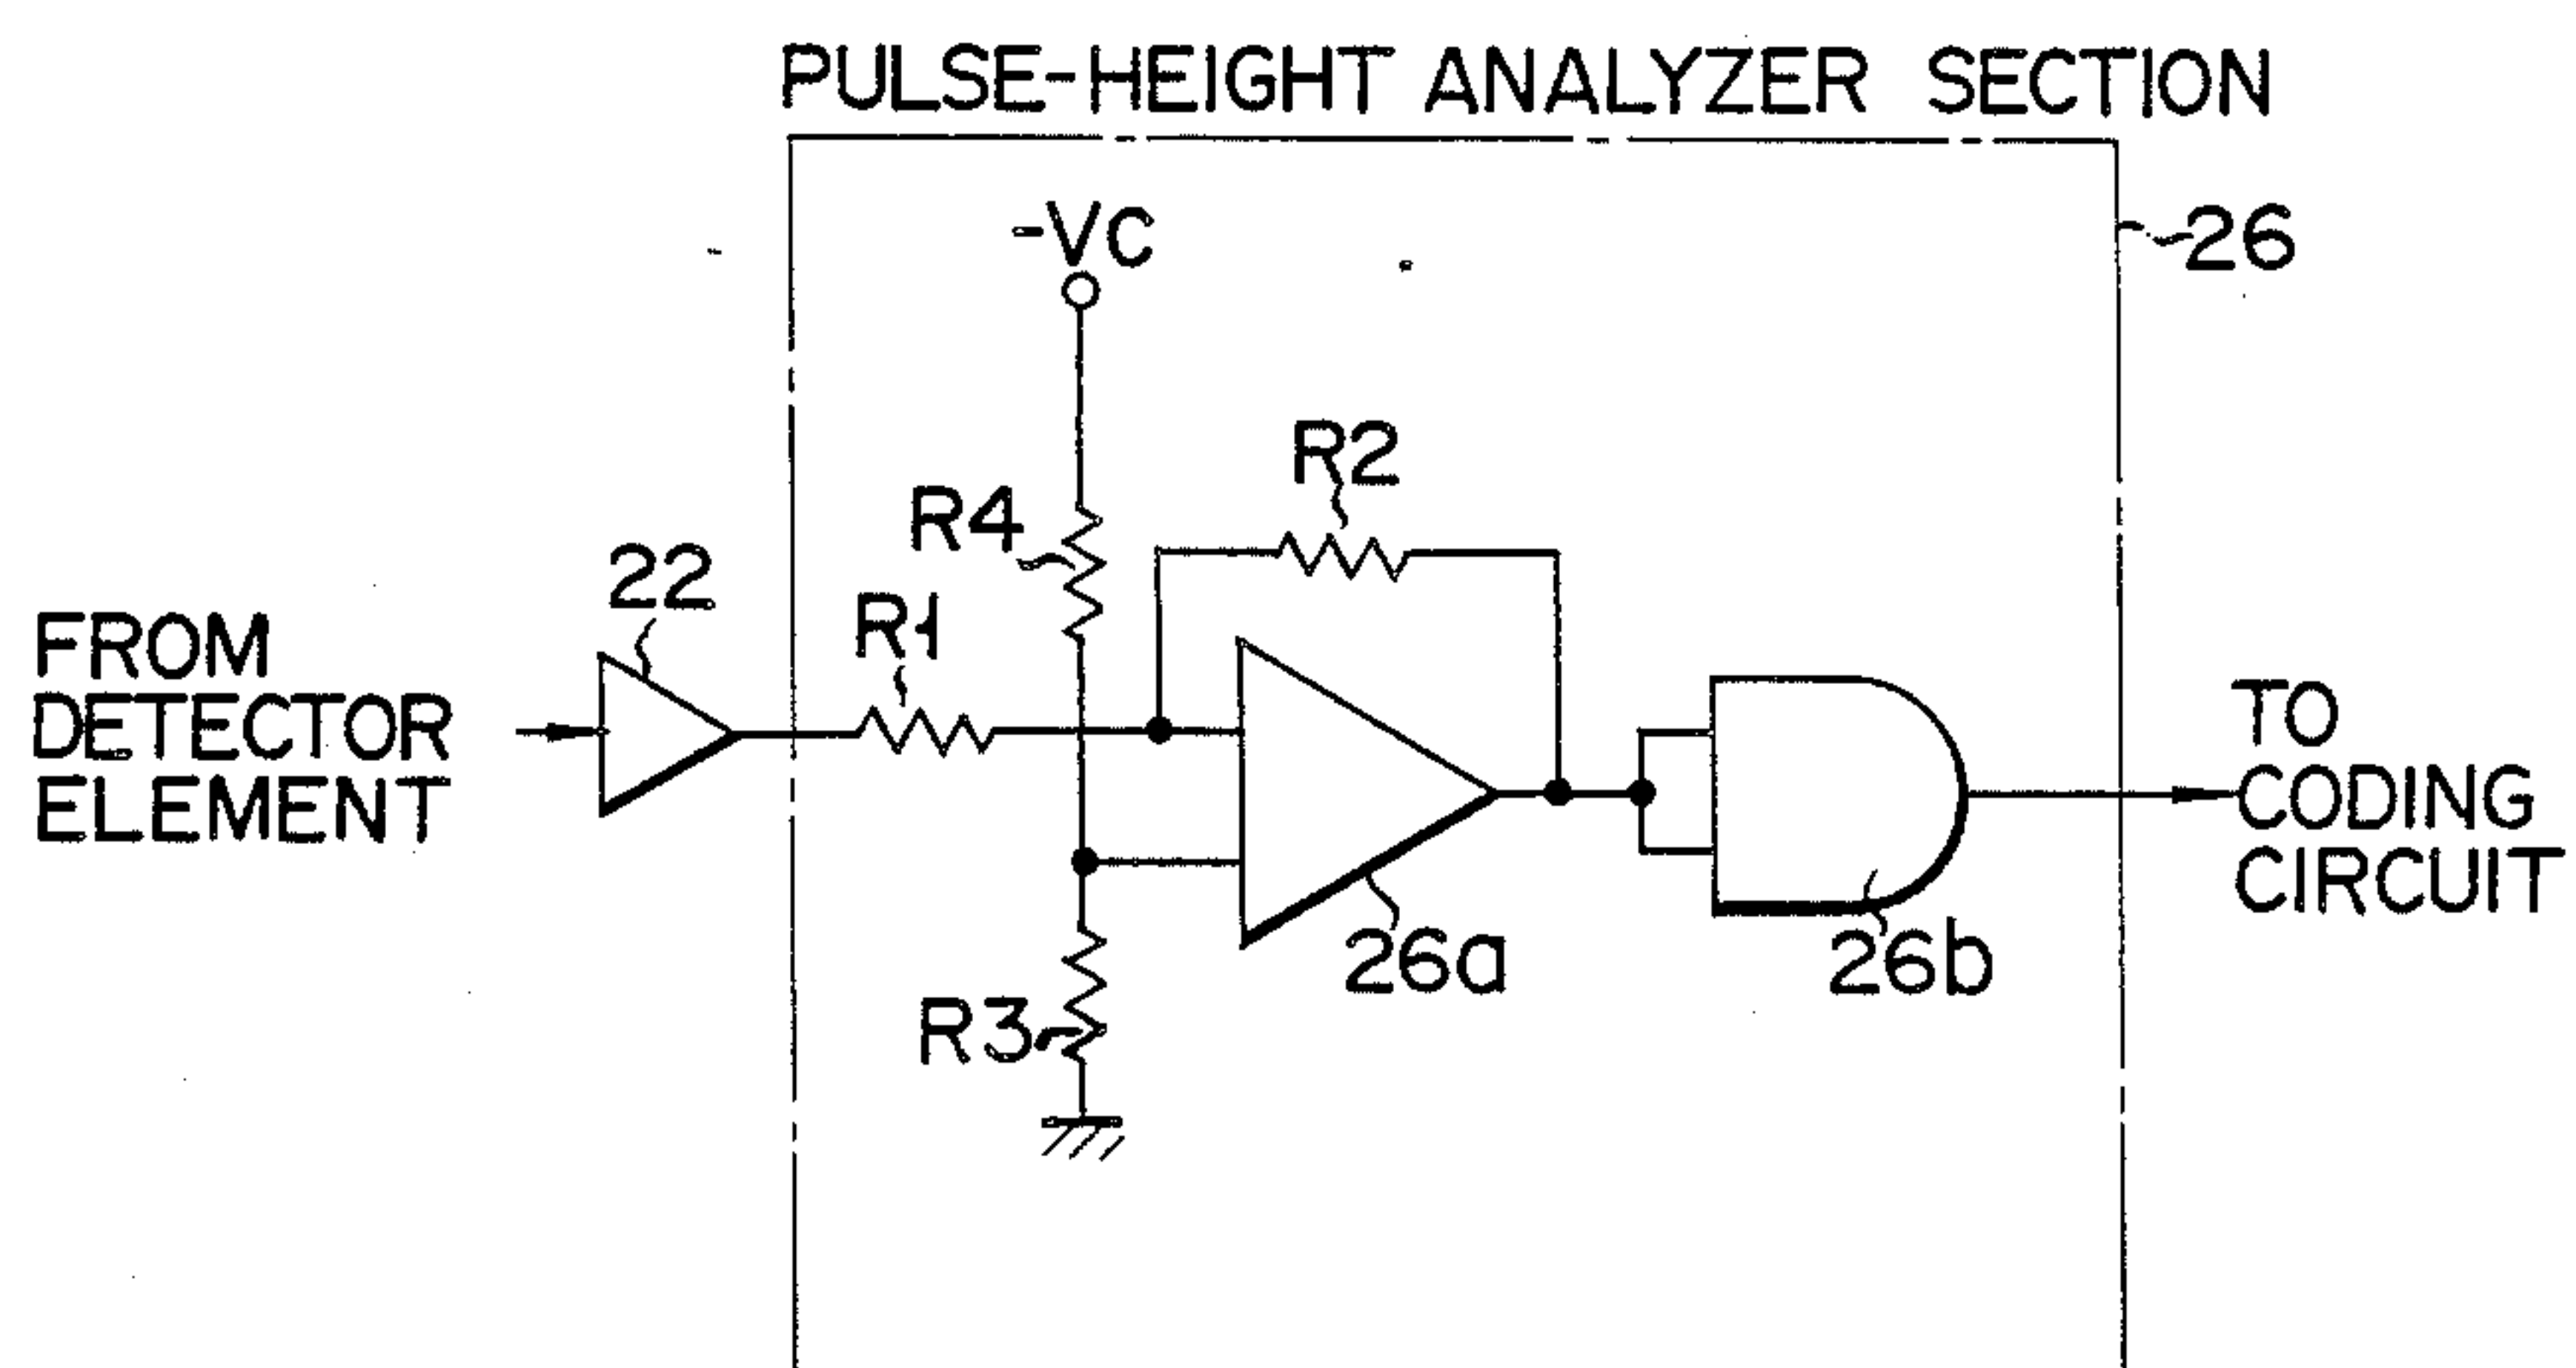 PULSE-HEIGHT ANALYZER SECTION
-VC
26
R2
R4
22
R1
FROM
DETECTOR
ELEMENT
TO
CODING
CIRCUIT
26a
26b
R3